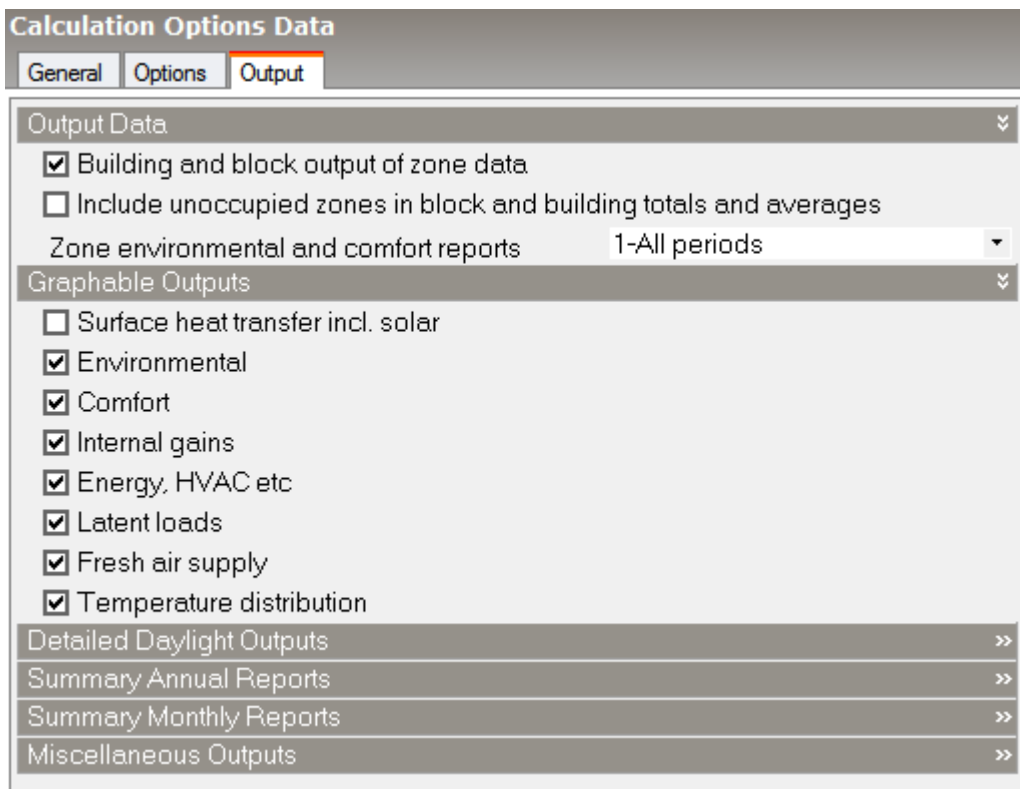 Calculation Options Data
General Options Output
Output Data
Building and block output of zone data
Include unoccupied zones in block and building totals and averages
Zone environmental and comfort reports 1-All periods
Graphable Outputs
Surface heat transfer incl. solar
Environmental
Comfort
Internal gains
Energy, HVAC etc
Latent loads
Fresh air supply
Temperature distribution
Detailed Daylight Outputs
Summary Annual Reports
Summary Monthly Reports
Miscellaneous Outputs